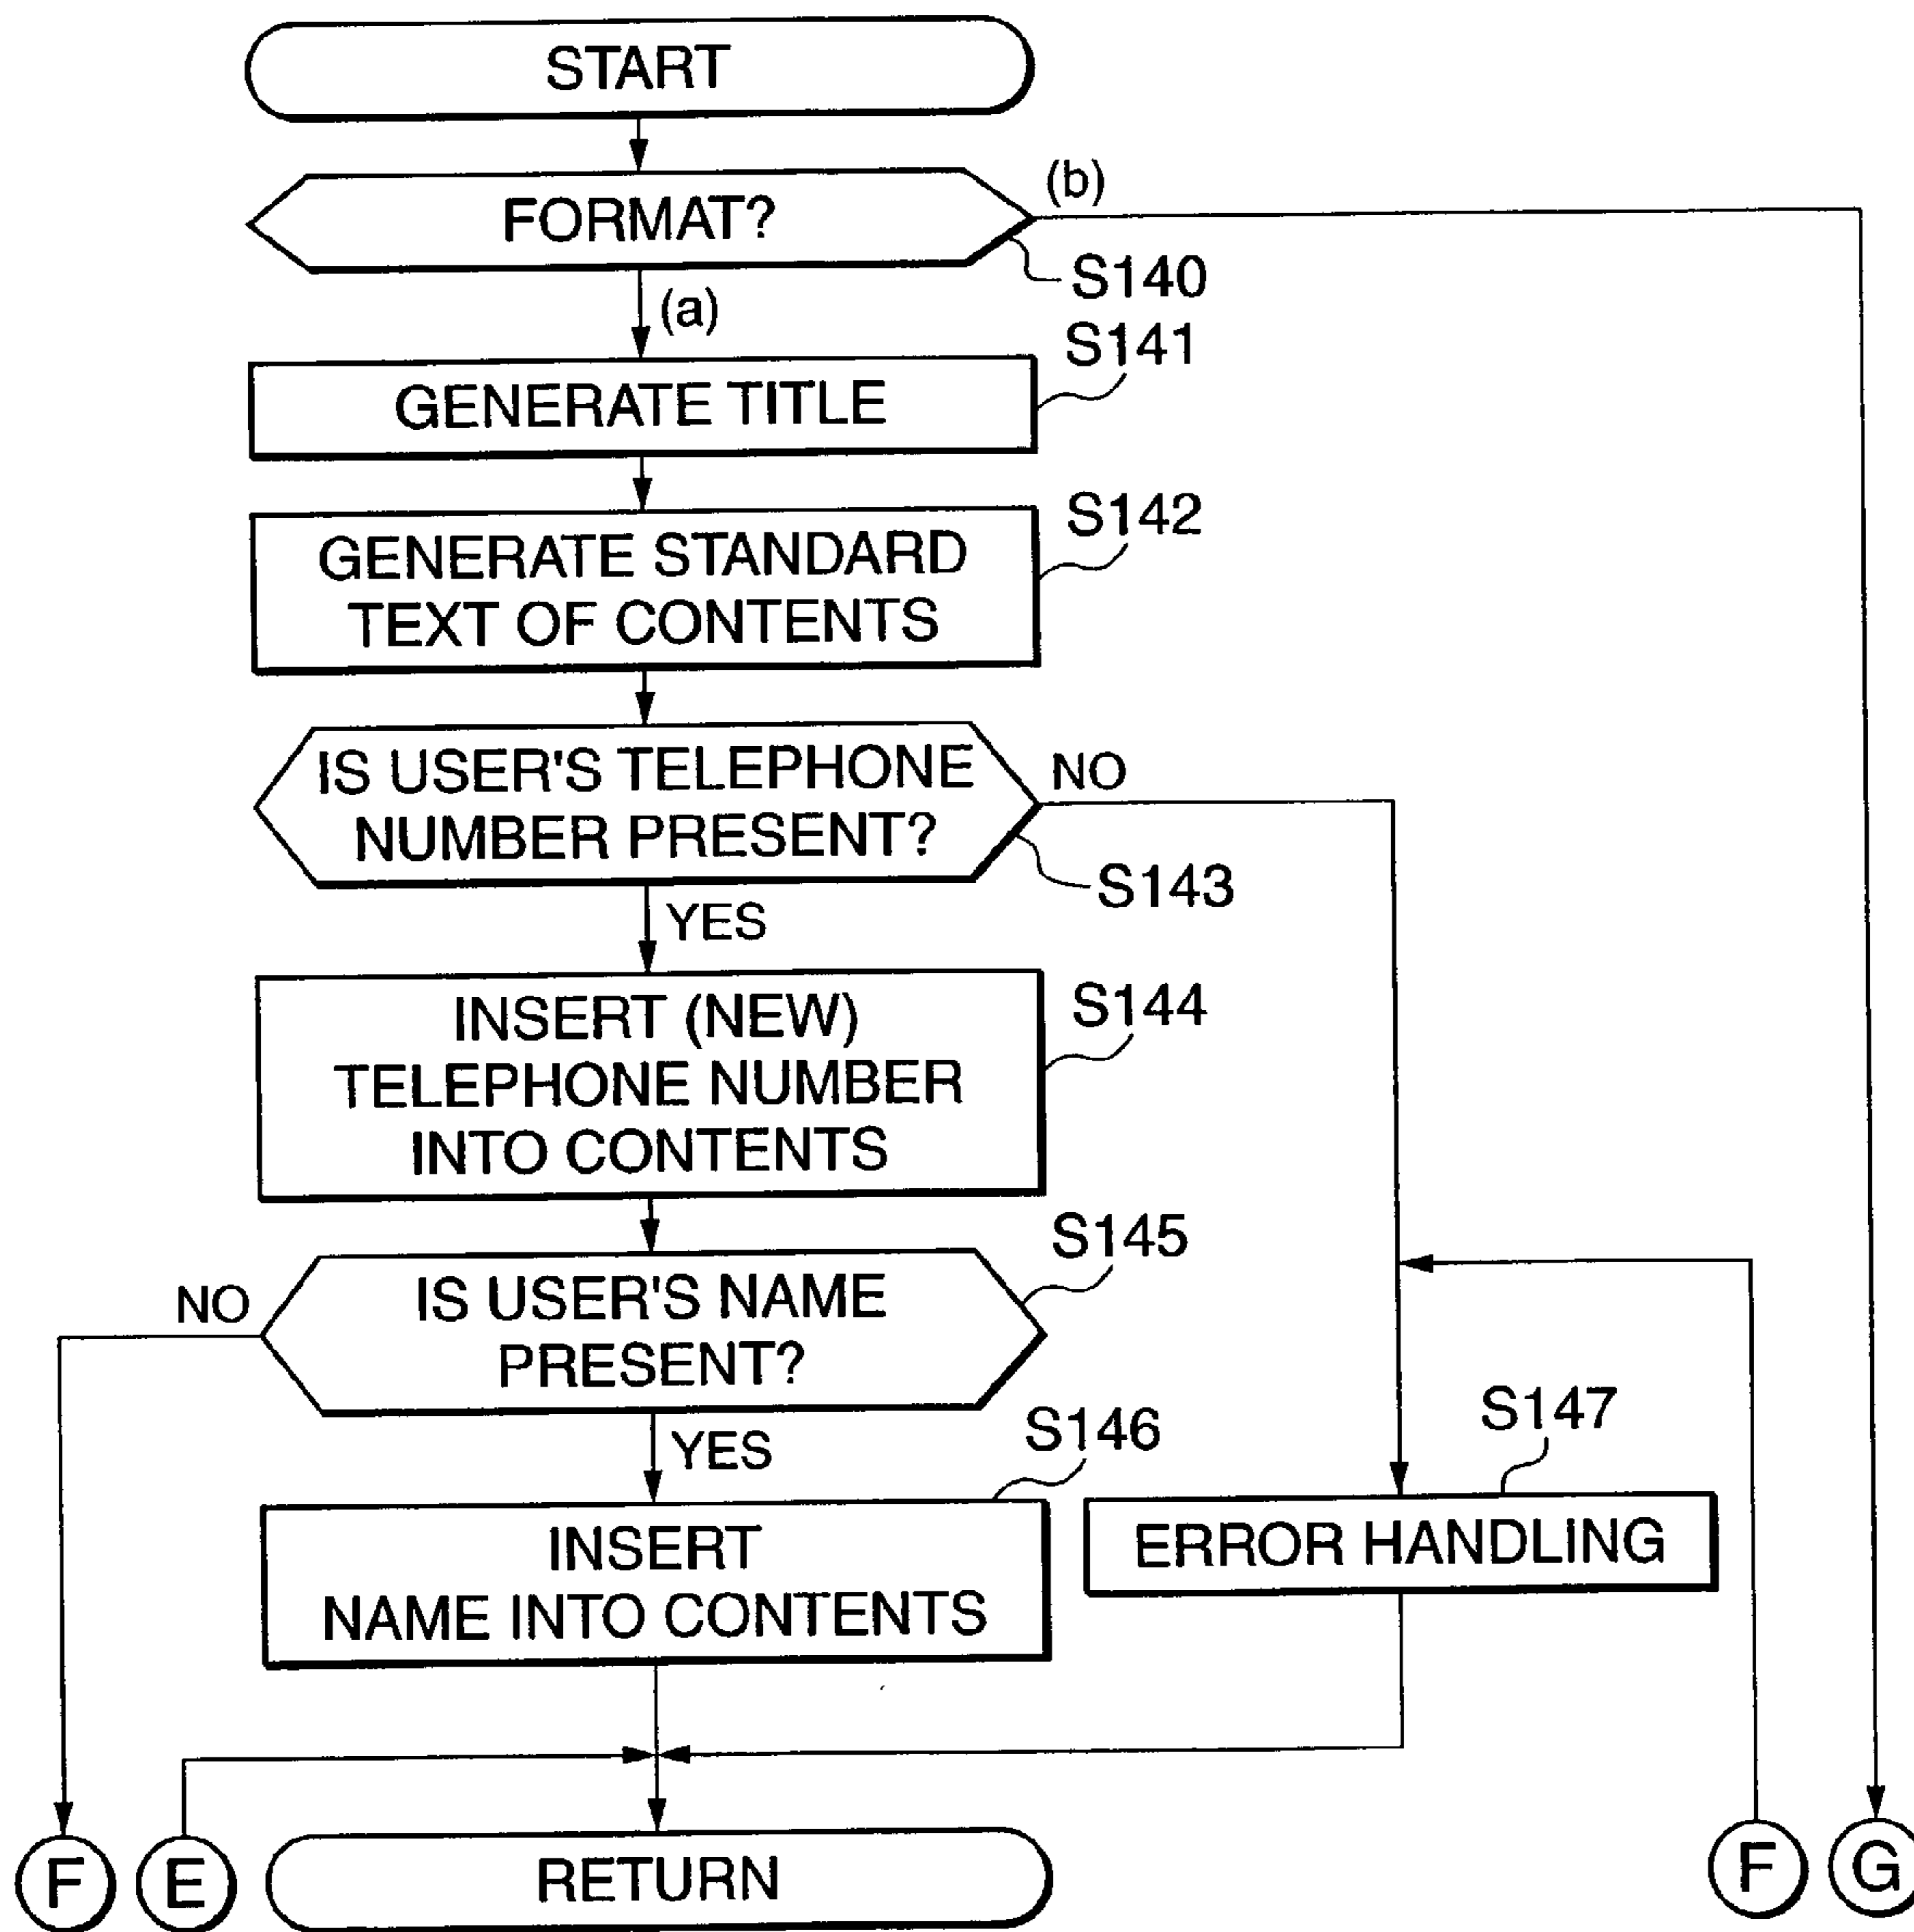 START
FORMAT?
(b)
S140
(a)
S141
GENERATE TITLE
S142
GENERATE STANDARD
TEXT OF CONTENTS
IS USER'S TELEPHONE
NUMBER PRESENT?
NO
S143
YES
S144
INSERT (NEW)
TELEPHONE NUMBER
INTO CONTENTS
S145
NO
IS USER'S NAME
PRESENT?
YES
S146
S147
INSERT
NAME INTO CONTENTS
ERROR HANDLING
F
E
RETURN
F
G